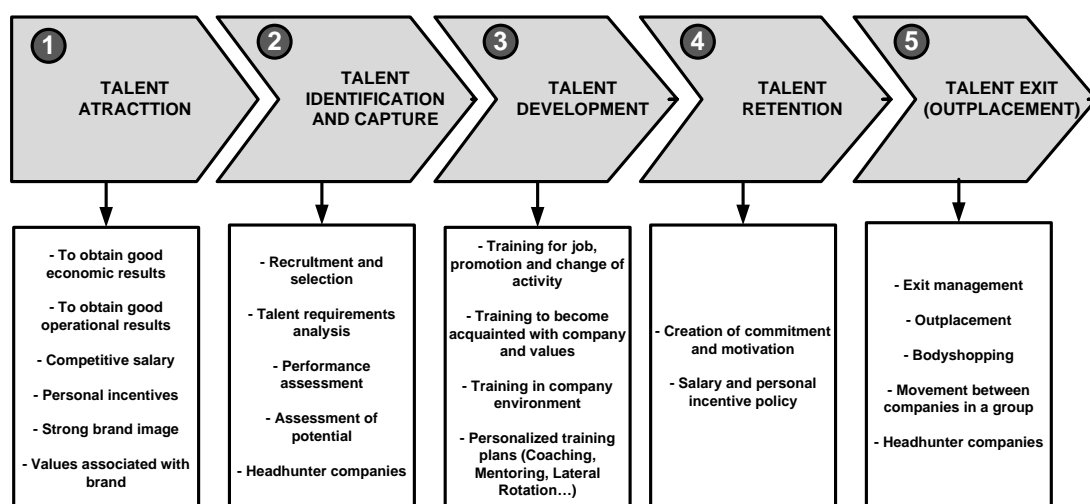 1
TALENT
ATRACTTION
- To obtain good
economic results
- To obtain good
operational results
- Competitive salary
- Personal incentives
- Strong brand image
- Values associated with
brand
2
TALENT
IDENTIFICATION
AND CAPTURE
- Recruitment and
selection
- Talent requirements
analysis
- Performance
assessment
- Assessment of
potential
- Headhunter companies
3
TALENT
DEVELOPMENT
- Training for job,
promotion and change of
activity
- Training to become
acquainted with company
and values
- Training in company
environment
- Personalized training
plans (Coaching,
Mentoring, Lateral
Rotation…)
4
TALENT
RETENTION
- Creation of commitment
and motivation
- Salary and personal
incentive policy
5
TALENT EXIT
(OUTPLACEMENT)
- Exit management
- Outplacement
- Bodyshopping
- Movement between
companies in a group
- Headhunter companies